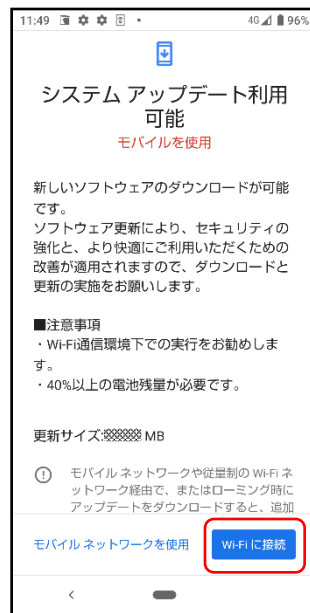 11:49
4G 96%
システム アップデート利用
可能
モバイルを使用
新しいソフトウェアのダウンロードが可能
です。
ソフトウェア更新により、セキュリティの
強化と、より快適にご利用いただくための
改善が適用されますので、ダウンロードと
更新の実施をお願いします。
■注意事項
・Wi-Fi通信環境下での実行をお勧めしま
す。
・40%以上の電池残量が必要です。
更新サイズ: MB
モバイル ネットワークや従量制の Wi-Fi ネ
ットワーク経由で、またはローミング時に
アップデートをダウンロードすると、追加
モバイル ネットワークを使用
Wi-Fi に接続